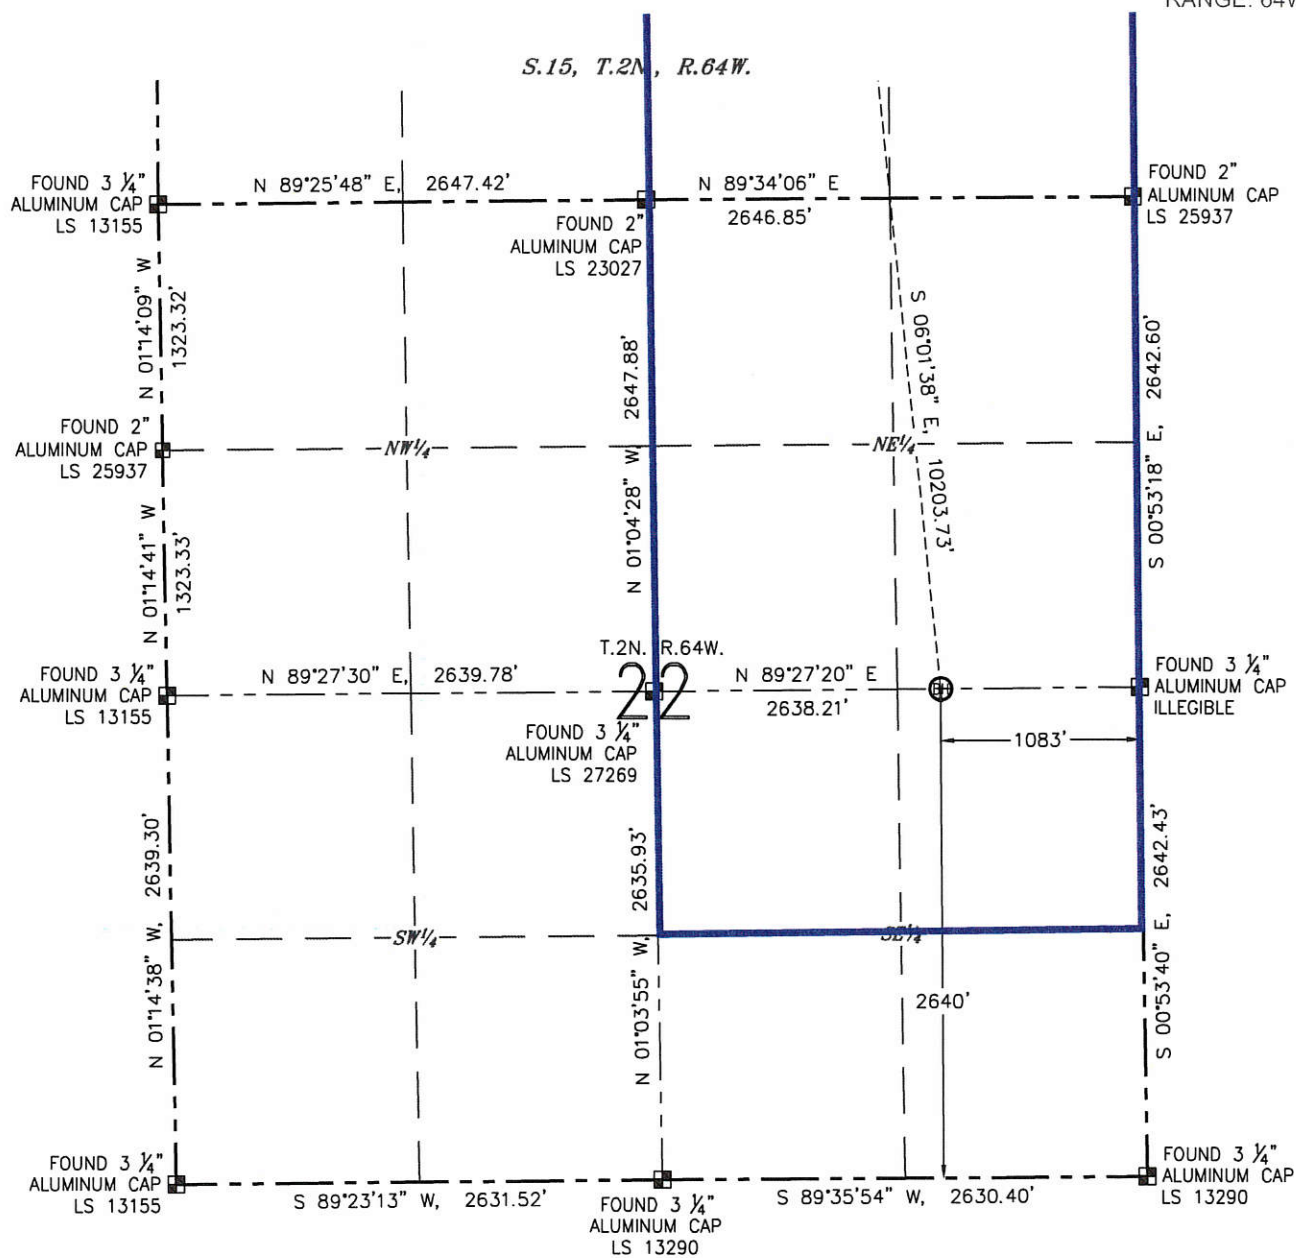 RANGE: 64W
S.15, T.2N., R.64W.
FOUND 3 ¼"
ALUMINUM CAP
LS 13155
N 89°25'48" E, 2647.42'
N 89°34'06" E
2646.85'
FOUND 2"
ALUMINUM CAP
LS 25937
FOUND 2"
ALUMINUM CAP
LS 23027
N 01°14'09" W
1323.32'
N 01°04'28" W, 2647.88'
S 06°01'38" E, 10203.73'
S 00°53'18" E, 2642.60'
FOUND 2"
ALUMINUM CAP
LS 25937
NW¼
NE¼
N 01°14'41" W
1323.33'
T.2N. R.64W.
22
FOUND 3 ¼"
ALUMINUM CAP
LS 13155
N 89°27'30" E, 2639.78'
N 89°27'20" E
2638.21'
FOUND 3 ¼"
ALUMINUM CAP
ILLEGIBLE
FOUND 3 ¼"
ALUMINUM CAP
LS 27269
1083'
N 01°14'38" W, 2639.30'
N 01°03'55" W, 2635.93'
S 00°53'40" E, 2642.43'
SW¼
SE¼
2640'
FOUND 3 ¼"
ALUMINUM CAP
LS 13155
S 89°23'13" W, 2631.52'
FOUND 3 ¼"
ALUMINUM CAP
LS 13290
S 89°35'54" W, 2630.40'
FOUND 3 ¼"
ALUMINUM CAP
LS 13290